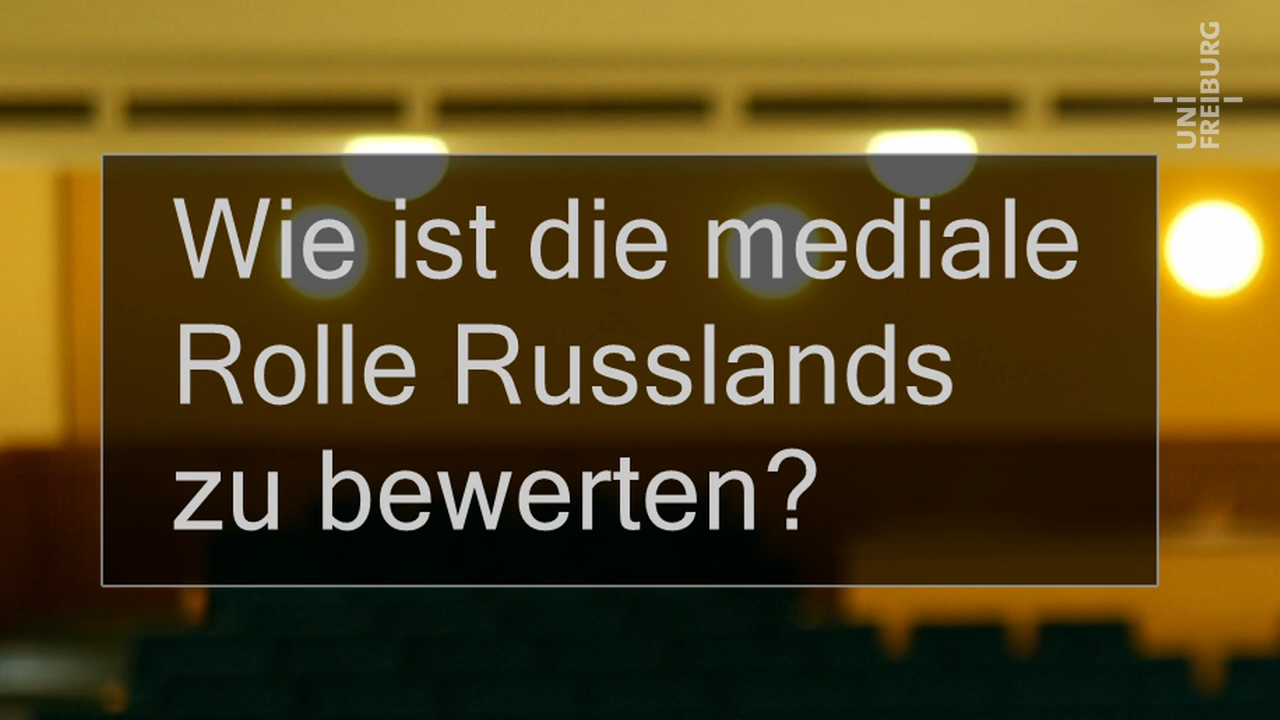 Wie ist die mediale
Rolle Russlands
zu bewerten?
UNI
FREIBURG